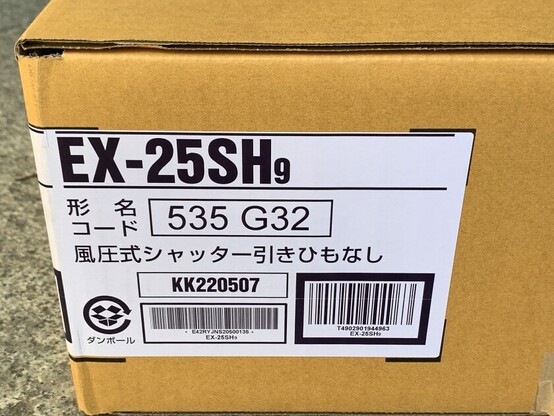 EX-25SH9
形名
コード
535 G32
風圧式シャッター引きひもなし
KK220507
ダンボール
* E42RYJNS20500136 *
EX-25SH9
T4902901944963
EX-25SH9